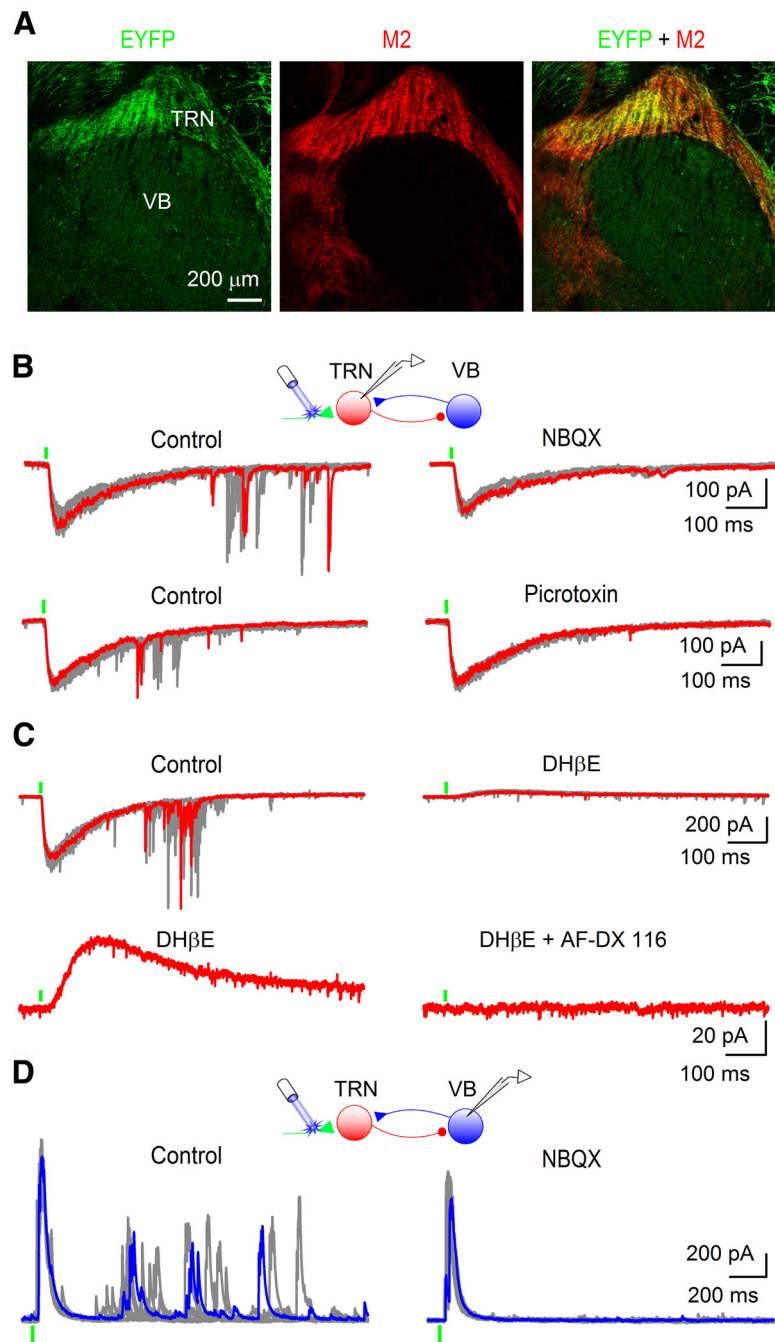 A
EYFP
M2
EYFP + M2
TRN
VB
200 μm
B
TRN
VB
Control
NBQX
100 pA
100 ms
Control
Picrotoxin
100 pA
100 ms
C
Control
DHβE
200 pA
100 ms
DHβE
DHβE + AF-DX 116
20 pA
100 ms
D
TRN
VB
Control
NBQX
200 pA
200 ms